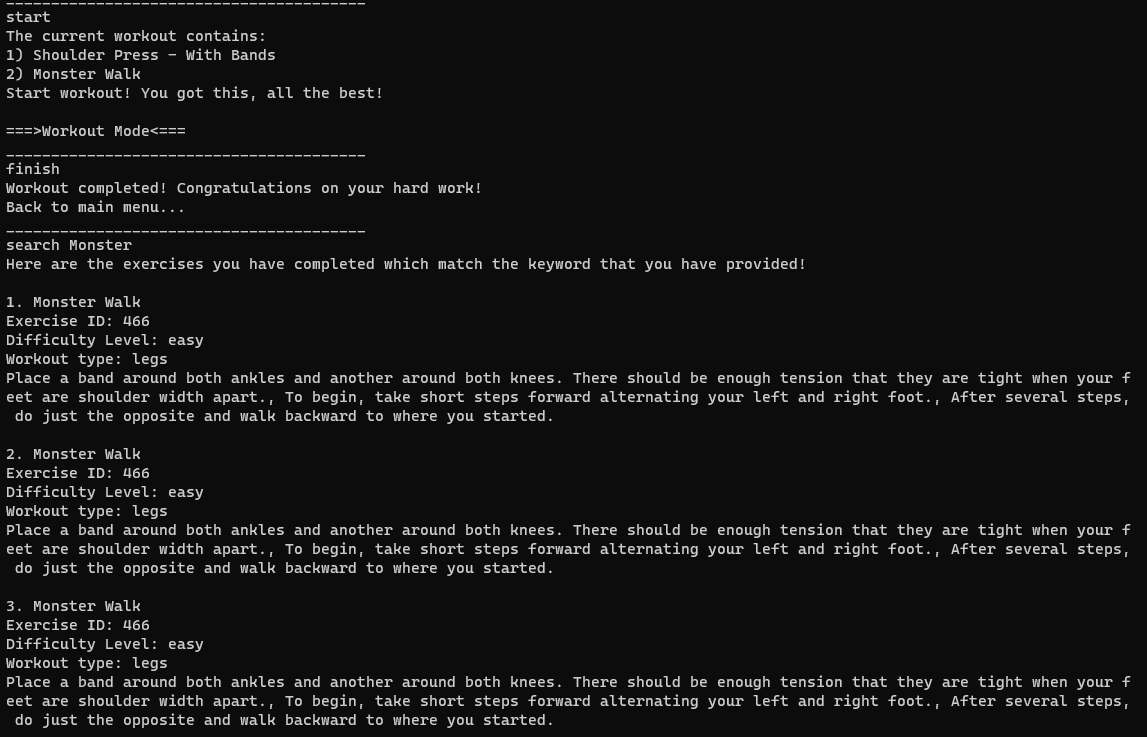 ________________________________________
start
The current workout contains:
1) Shoulder Press - With Bands
2) Monster Walk
Start workout! You got this, all the best!
===>Workout Mode<===
________________________________________
finish
Workout completed! Congratulations on your hard work!
Back to main menu...
________________________________________
search Monster
Here are the exercises you have completed which match the keyword that you have provided!
1. Monster Walk
Exercise ID: 466
Difficulty Level: easy
Workout type: legs
Place a band around both ankles and another around both knees. There should be enough tension that they are tight when your f
eet are shoulder width apart., To begin, take short steps forward alternating your left and right foot., After several steps,
 do just the opposite and walk backward to where you started.
2. Monster Walk
Exercise ID: 466
Difficulty Level: easy
Workout type: legs
Place a band around both ankles and another around both knees. There should be enough tension that they are tight when your f
eet are shoulder width apart., To begin, take short steps forward alternating your left and right foot., After several steps,
 do just the opposite and walk backward to where you started.
3. Monster Walk
Exercise ID: 466
Difficulty Level: easy
Workout type: legs
Place a band around both ankles and another around both knees. There should be enough tension that they are tight when your f
eet are shoulder width apart., To begin, take short steps forward alternating your left and right foot., After several steps,
 do just the opposite and walk backward to where you started.